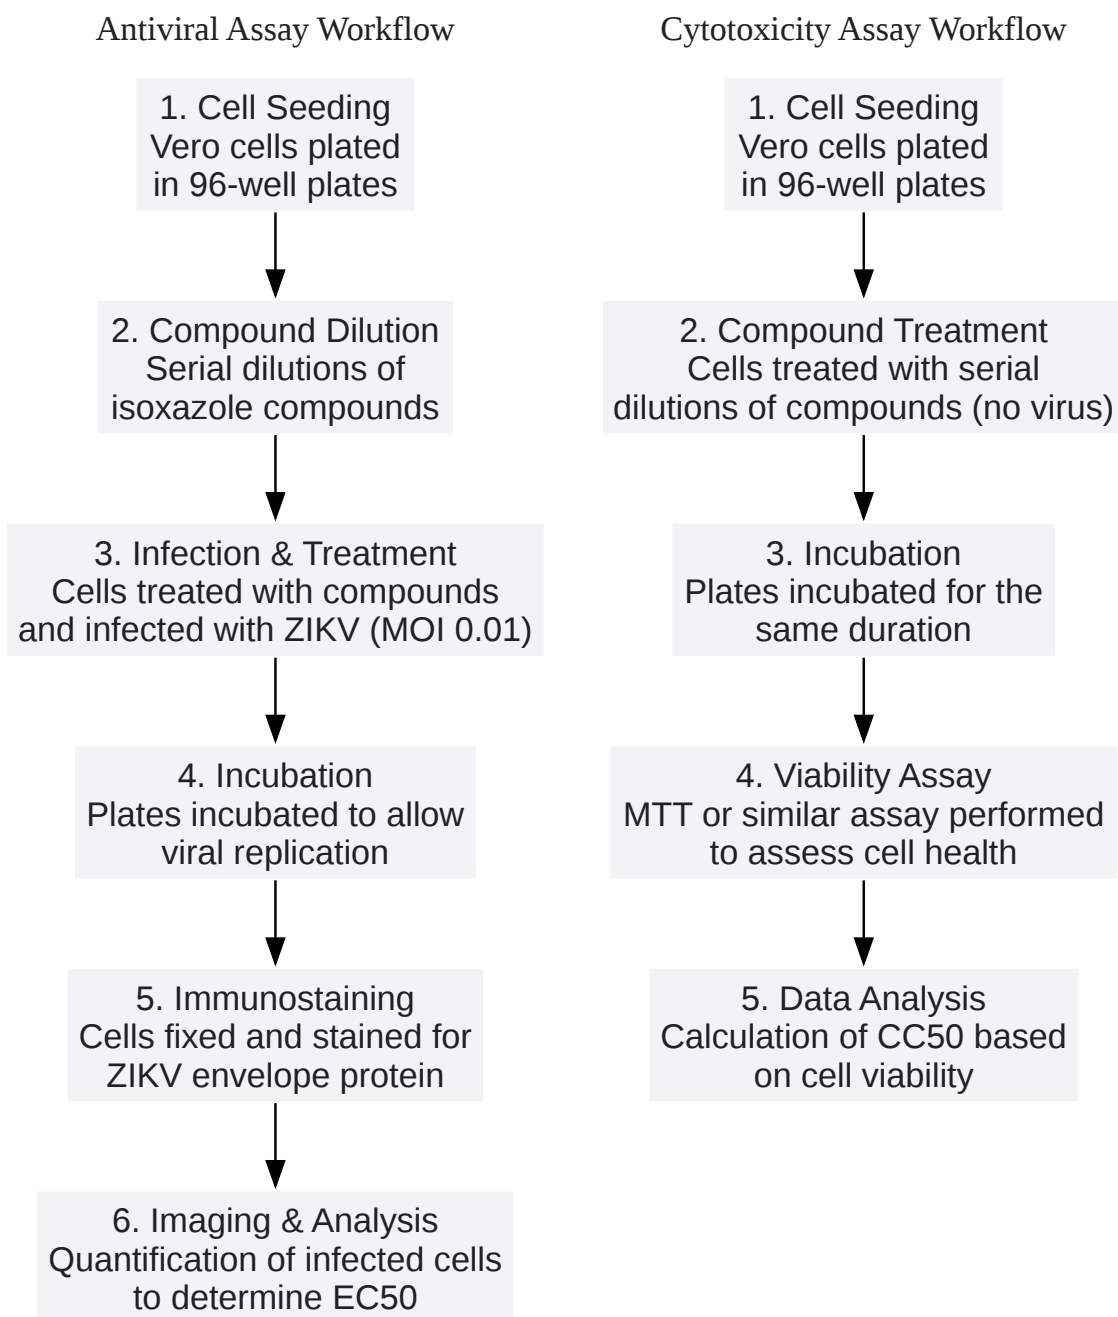 Antiviral Assay Workflow
1. Cell Seeding
Vero cells plated
in 96-well plates
2. Compound Dilution
Serial dilutions of
isoxazole compounds
3. Infection & Treatment
Cells treated with compounds
and infected with ZIKV (MOI 0.01)
4. Incubation
Plates incubated to allow
viral replication
5. Immunostaining
Cells fixed and stained for
ZIKV envelope protein
6. Imaging & Analysis
Quantification of infected cells
to determine EC50
Cytotoxicity Assay Workflow
1. Cell Seeding
Vero cells plated
in 96-well plates
2. Compound Treatment
Cells treated with serial
dilutions of compounds (no virus)
3. Incubation
Plates incubated for the
same duration
4. Viability Assay
MTT or similar assay performed
to assess cell health
5. Data Analysis
Calculation of CC50 based
on cell viability